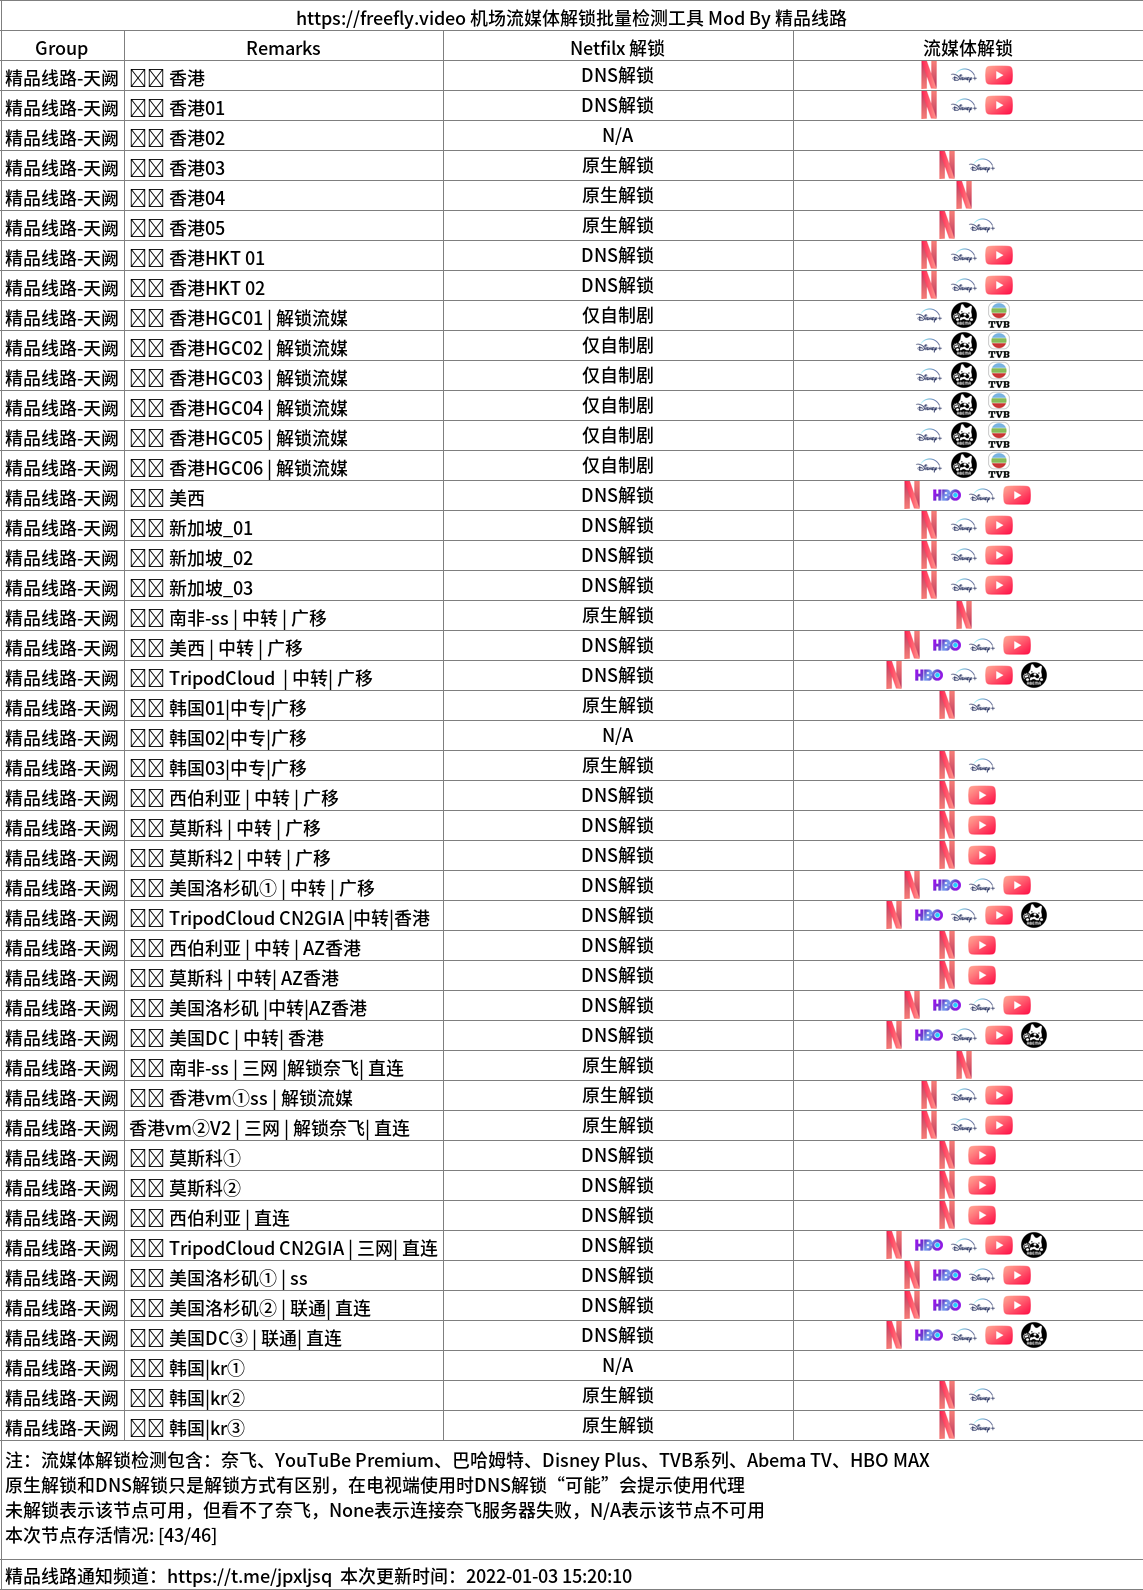 https://freefly.video 机场流媒体解锁批量检测工具 Mod By 精品线路
Group Remarks Netfilx 解锁 流媒体解锁
精品线路-天阙 香港 DNS解锁 N Disney+
精品线路-天阙 香港01 DNS解锁 N Disney+
精品线路-天阙 香港02 N/A
精品线路-天阙 香港03 原生解锁 N Disney+
精品线路-天阙 香港04 原生解锁 N
精品线路-天阙 香港05 原生解锁 N Disney+
精品线路-天阙 香港HKT 01 DNS解锁 N Disney+
精品线路-天阙 香港HKT 02 DNS解锁 N Disney+
精品线路-天阙 香港HGC01 | 解锁流媒 仅自制剧 Disney+ ABEMA TVB
精品线路-天阙 香港HGC02 | 解锁流媒 仅自制剧 Disney+ ABEMA TVB
精品线路-天阙 香港HGC03 | 解锁流媒 仅自制剧 Disney+ ABEMA TVB
精品线路-天阙 香港HGC04 | 解锁流媒 仅自制剧 Disney+ ABEMA TVB
精品线路-天阙 香港HGC05 | 解锁流媒 仅自制剧 Disney+ ABEMA TVB
精品线路-天阙 香港HGC06 | 解锁流媒 仅自制剧 Disney+ ABEMA TVB
精品线路-天阙 美西 DNS解锁 N HBO Disney+
精品线路-天阙 新加坡_01 DNS解锁 N Disney+
精品线路-天阙 新加坡_02 DNS解锁 N Disney+
精品线路-天阙 新加坡_03 DNS解锁 N Disney+
精品线路-天阙 南非-ss | 中转 | 广移 原生解锁 N
精品线路-天阙 美西 | 中转 | 广移 DNS解锁 N HBO Disney+
精品线路-天阙 TripodCloud | 中转| 广移 DNS解锁 N HBO Disney+ ABEMA
精品线路-天阙 韩国01|中专|广移 原生解锁 N Disney+
精品线路-天阙 韩国02|中专|广移 N/A
精品线路-天阙 韩国03|中专|广移 原生解锁 N Disney+
精品线路-天阙 西伯利亚 | 中转 | 广移 DNS解锁 N
精品线路-天阙 莫斯科 | 中转 | 广移 DNS解锁 N
精品线路-天阙 莫斯科2 | 中转 | 广移 DNS解锁 N
精品线路-天阙 美国洛杉矶① | 中转 | 广移 DNS解锁 N HBO Disney+
精品线路-天阙 TripodCloud CN2GIA |中转|香港 DNS解锁 N HBO Disney+ ABEMA
精品线路-天阙 西伯利亚 | 中转 | AZ香港 DNS解锁 N
精品线路-天阙 莫斯科 | 中转| AZ香港 DNS解锁 N
精品线路-天阙 美国洛杉矶 |中转|AZ香港 DNS解锁 N HBO Disney+
精品线路-天阙 美国DC | 中转| 香港 DNS解锁 N HBO Disney+ ABEMA
精品线路-天阙 南非-ss | 三网 |解锁奈飞| 直连 原生解锁 N
精品线路-天阙 香港vm①ss | 解锁流媒 原生解锁 N Disney+
精品线路-天阙 香港vm②V2 | 三网 | 解锁奈飞| 直连 原生解锁 N Disney+
精品线路-天阙 莫斯科① DNS解锁 N
精品线路-天阙 莫斯科② DNS解锁 N
精品线路-天阙 西伯利亚 | 直连 DNS解锁 N
精品线路-天阙 TripodCloud CN2GIA | 三网| 直连 DNS解锁 N HBO Disney+ ABEMA
精品线路-天阙 美国洛杉矶① | ss DNS解锁 N HBO Disney+
精品线路-天阙 美国洛杉矶② | 联通| 直连 DNS解锁 N HBO Disney+
精品线路-天阙 美国DC③ | 联通| 直连 DNS解锁 N HBO Disney+ ABEMA
精品线路-天阙 韩国|kr① N/A
精品线路-天阙 韩国|kr② 原生解锁 N Disney+
精品线路-天阙 韩国|kr③ 原生解锁 N Disney+
注：流媒体解锁检测包含：奈飞、YouTuBe Premium、巴哈姆特、Disney Plus、TVB系列、Abema TV、HBO MAX
原生解锁和DNS解锁只是解锁方式有区别，在电视端使用时DNS解锁“可能”会提示使用代理
未解锁表示该节点可用，但看不了奈飞，None表示连接奈飞服务器失败，N/A表示该节点不可用
本次节点存活情况: [43/46]
精品线路通知频道：https://t.me/jpxljsq 本次更新时间：2022-01-03 15:20:10